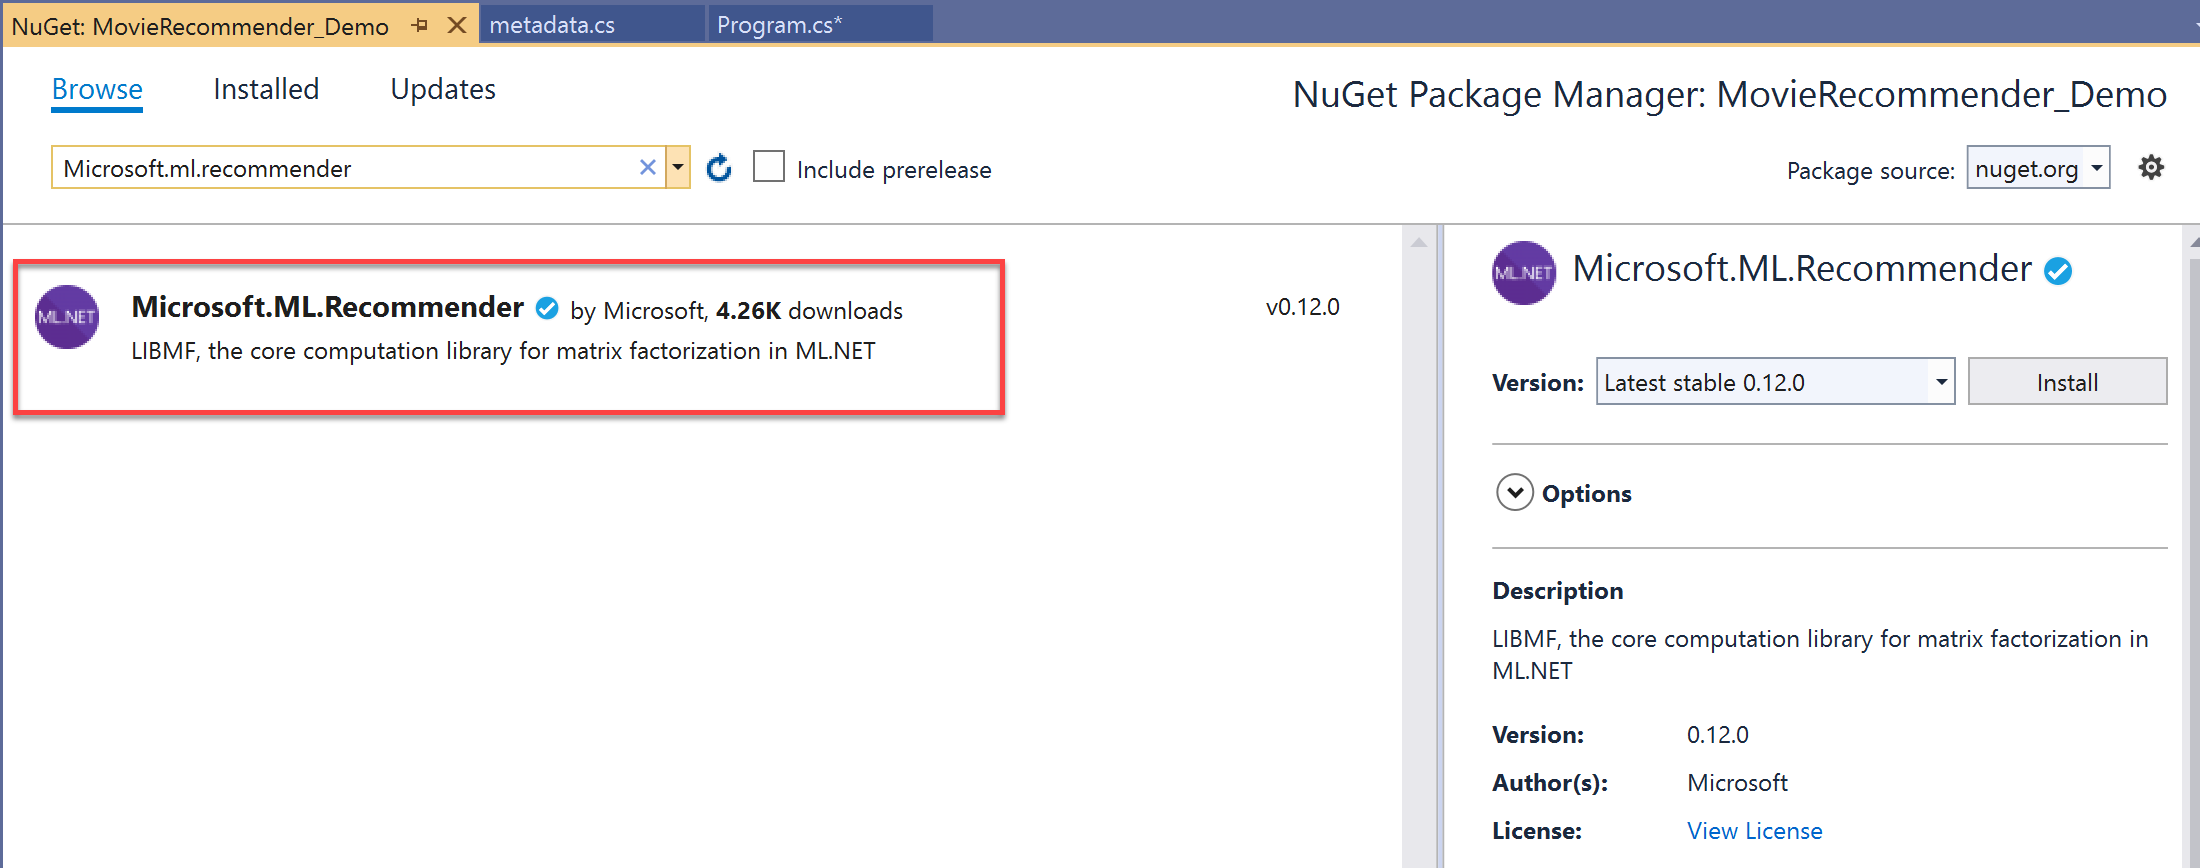 NuGet: MovieRecommender_Demo
metadata.cs
Program.cs*
Browse Installed Updates
NuGet Package Manager: MovieRecommender_Demo
Microsoft.ml.recommender
Include prerelease
Package source: nuget.org
ML.NET
Microsoft.ML.Recommender by Microsoft, 4.26K downloads
v0.12.0
LIBMF, the core computation library for matrix factorization in ML.NET
ML.NET
Microsoft.ML.Recommender
Version: Latest stable 0.12.0 Install
Options
Description
LIBMF, the core computation library for matrix factorization in
ML.NET
Version: 0.12.0
Author(s): Microsoft
License: View License